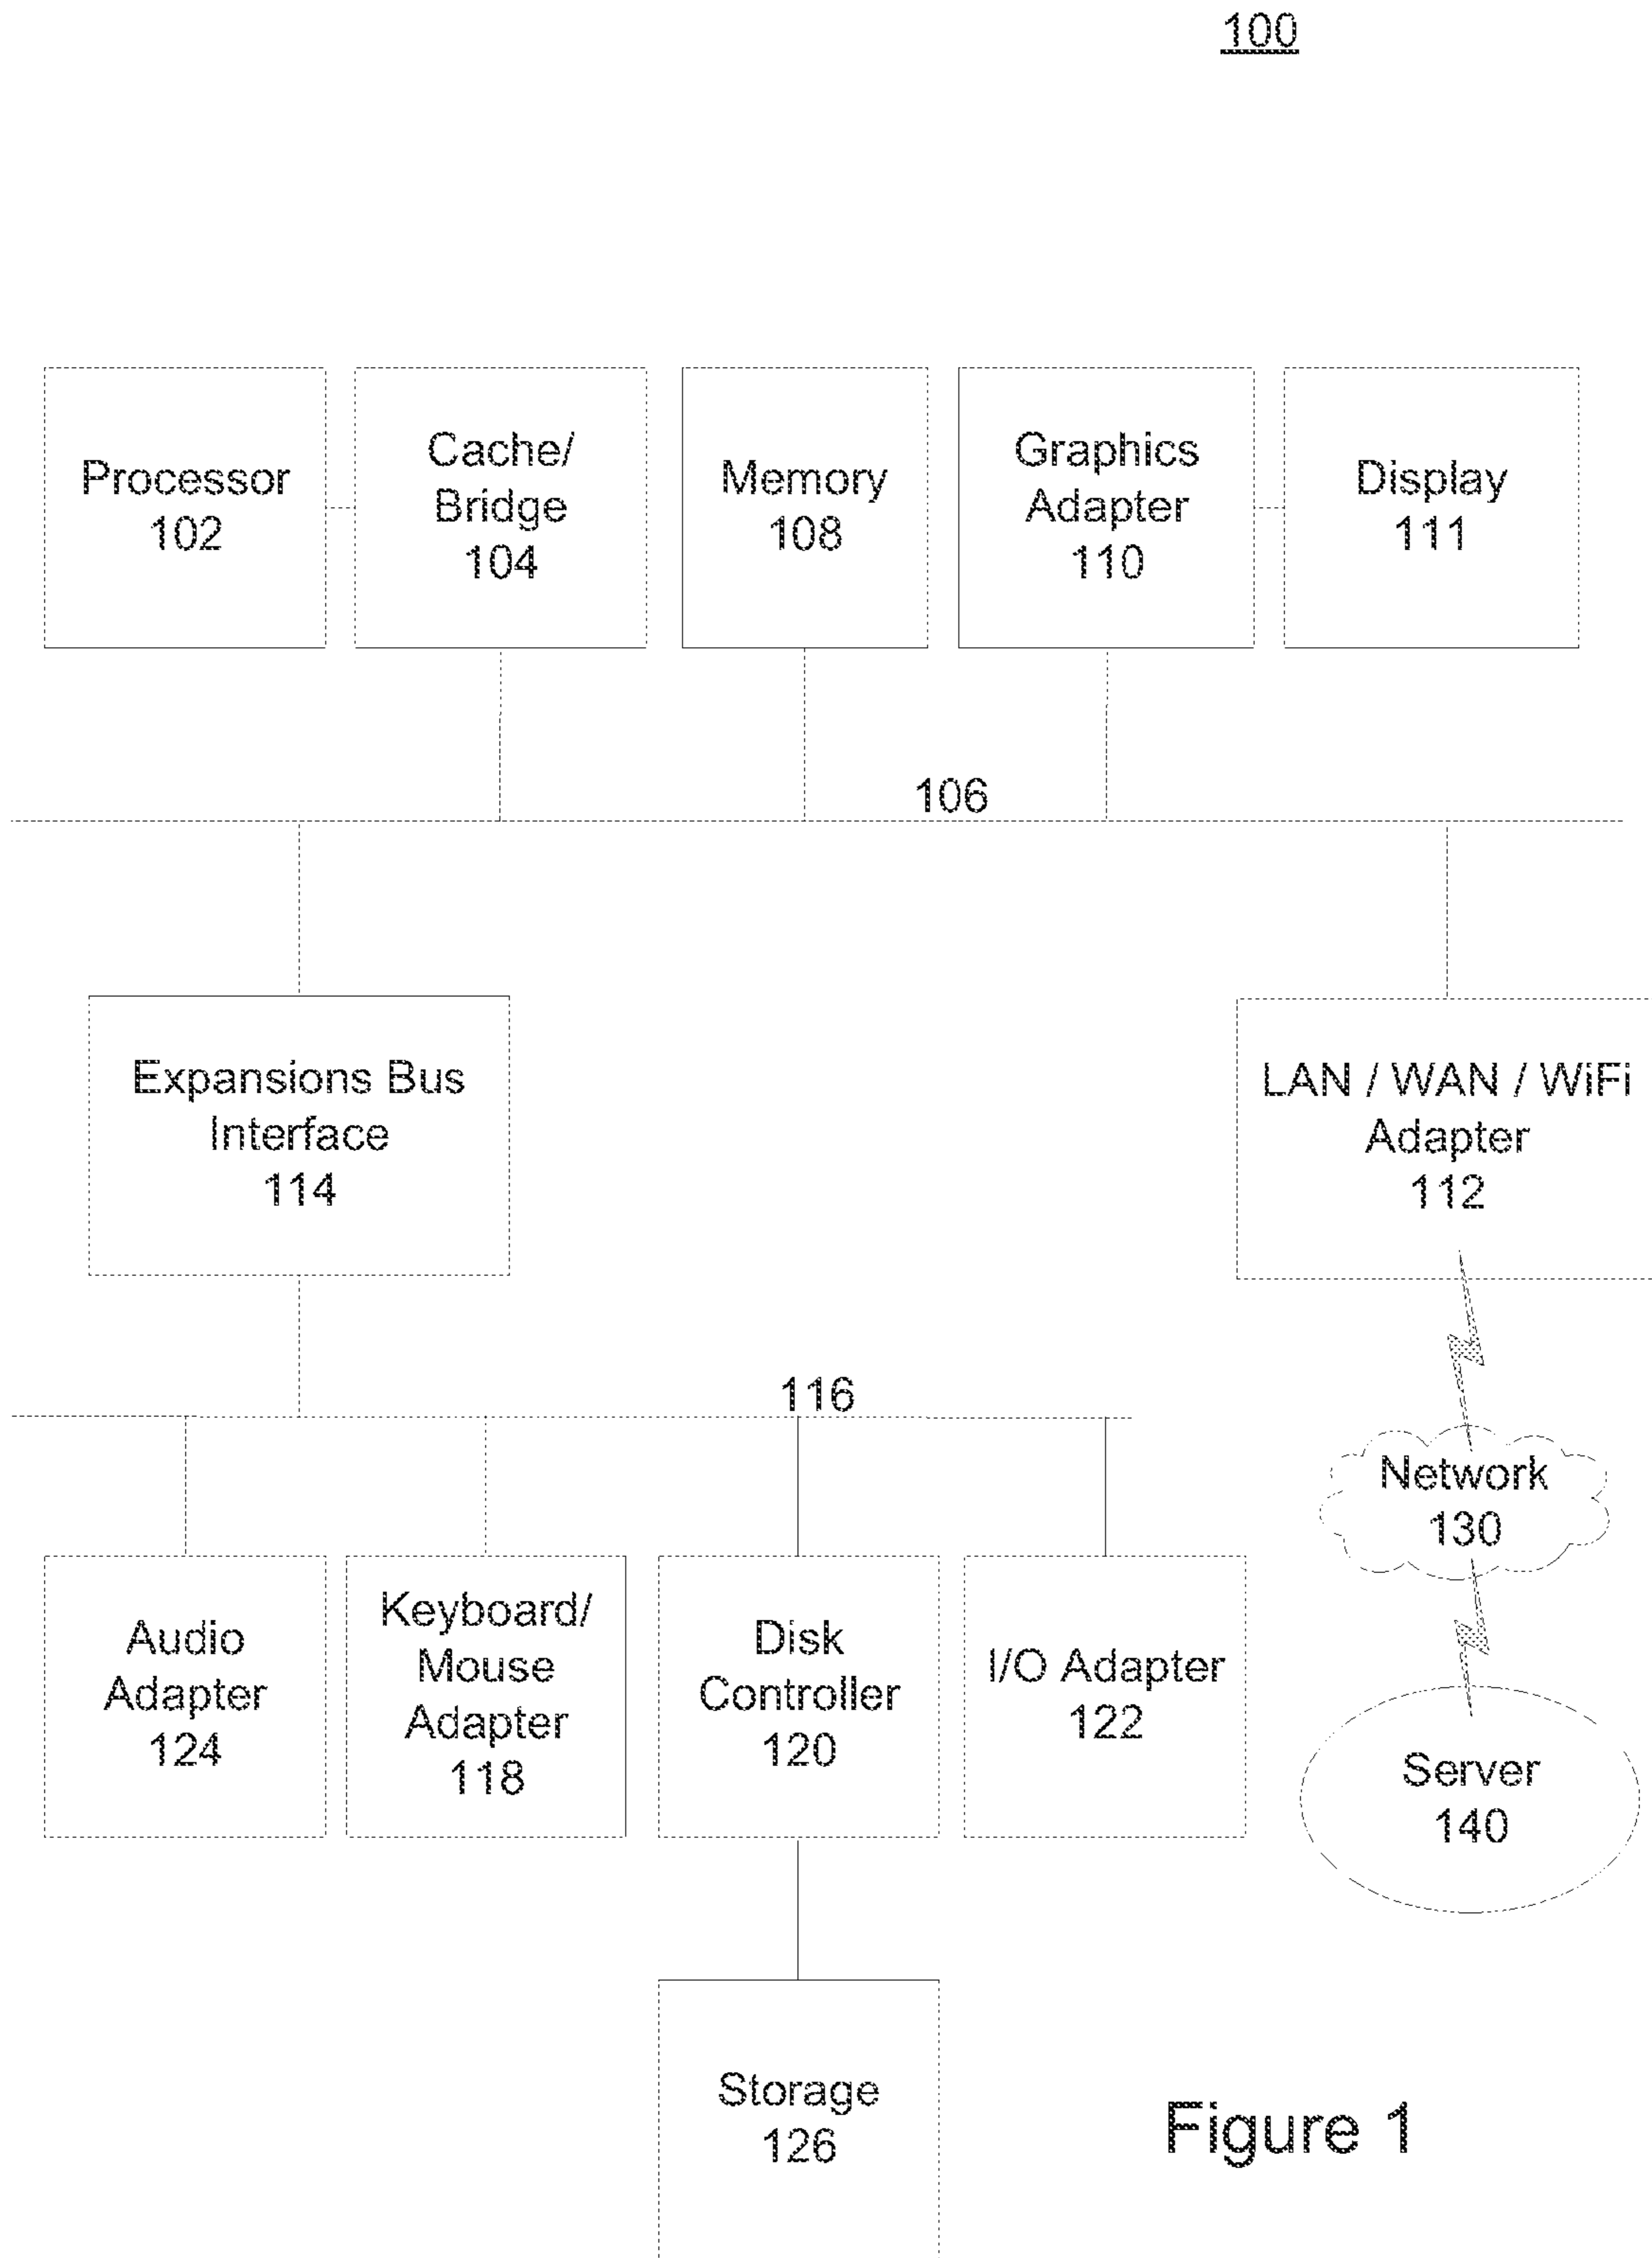 100
Processor
102
Cache/
Bridge
104
Memory
108
Graphics
Adapter
110
Display
111
106
Expansions Bus
Interface
114
LAN / WAN / WiFi
Adapter
112
116
Network
130
Audio
Adapter
124
Keyboard/
Mouse
Adapter
118
Disk
Controller
120
I/O Adapter
122
Server
140
Storage
126
Figure 1